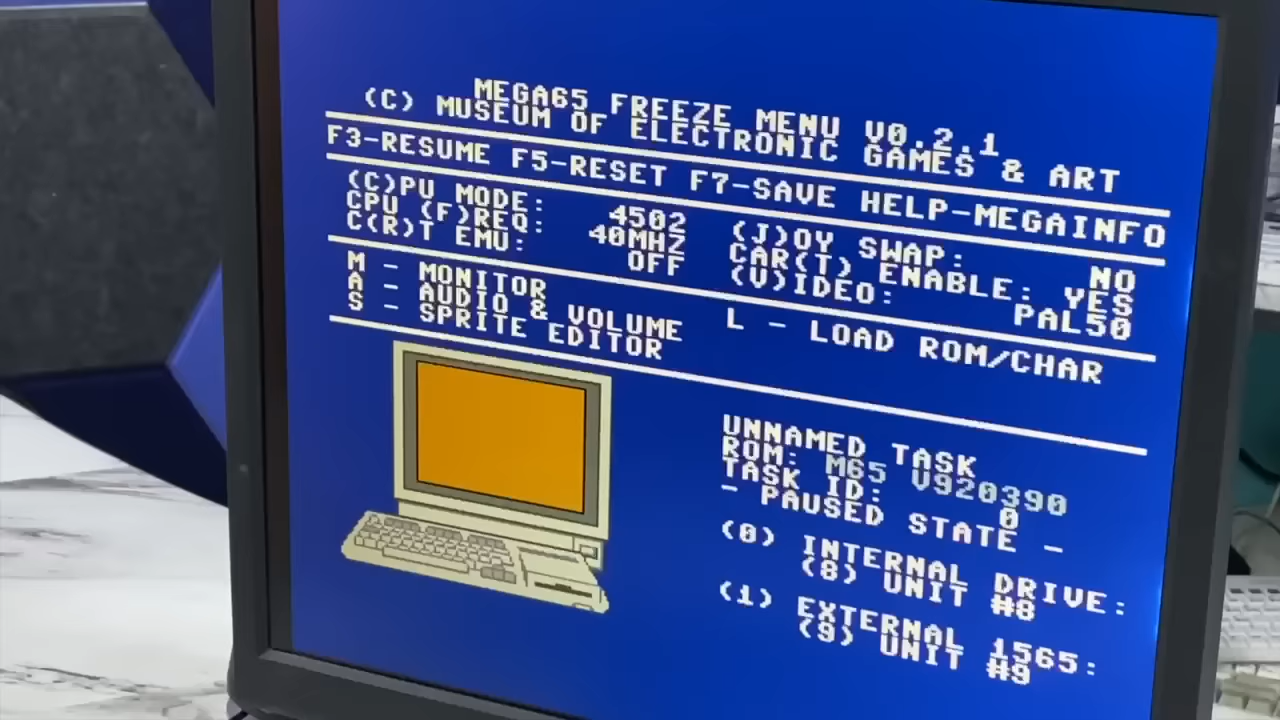 MEGA65 FREEZE MENU V0.2.1
(C) MUSEUM OF ELECTRONIC GAMES & ART
F3-RESUME F5-RESET F7-SAVE HELP-MEGAINFO
(C)PU MODE: 4502 (J)OY SWAP: NO
CPU (F)REQ: 40MHZ CAR(T) ENABLE: YES
C(R)T EMU: OFF (V)IDEO: PAL50
M - MONITOR L - LOAD ROM/CHAR
A - AUDIO & VOLUME
S - SPRITE EDITOR
UNNAMED TASK
ROM: M65 V920390
TASK ID: 0
- PAUSED STATE -
(0) INTERNAL DRIVE:
(8) UNIT #8
(1) EXTERNAL 1565:
(9) UNIT #9